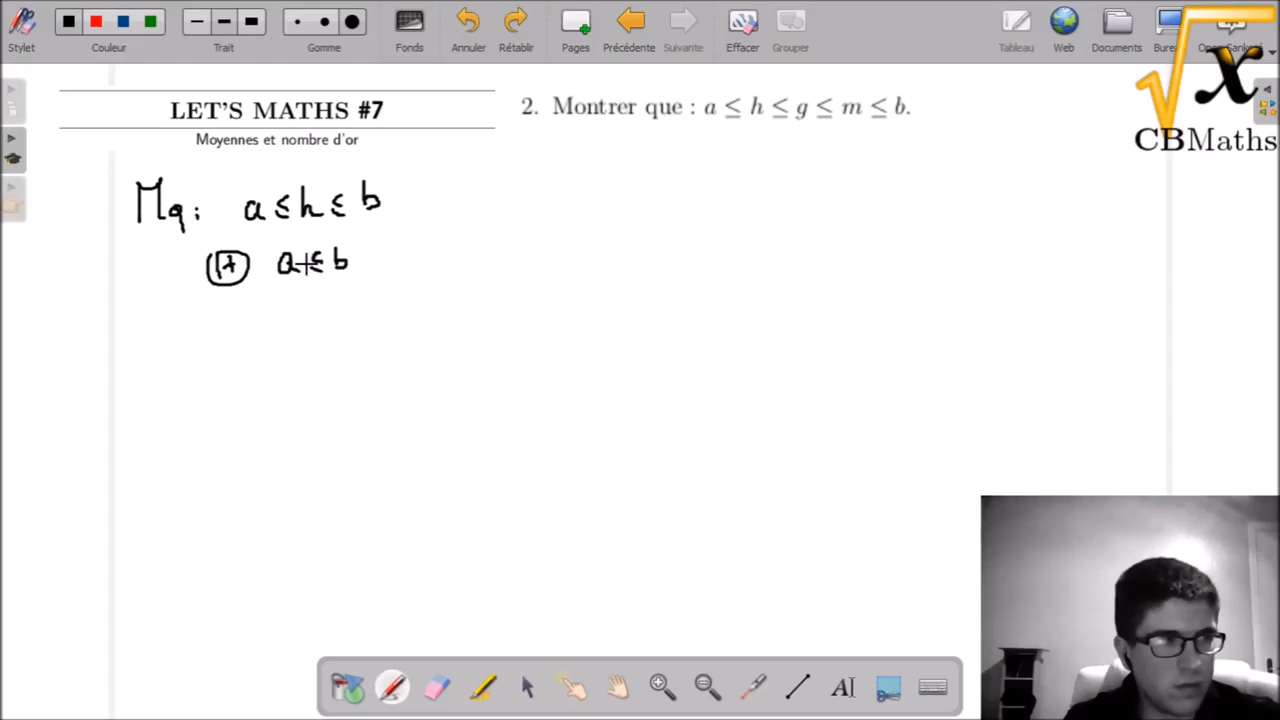 Stylet Couleur Trait Gomme Fonds Annuler Rétablir Pages Précédente Suivante Effacer Grouper Tableau Web Documents
LET'S MATHS #7
Moyennes et nombre d'or
2. Montrer que : a ≤ h ≤ g ≤ m ≤ b.
√x
CBMaths
Mq: a ≤ h ≤ b
a ≤ b
AI